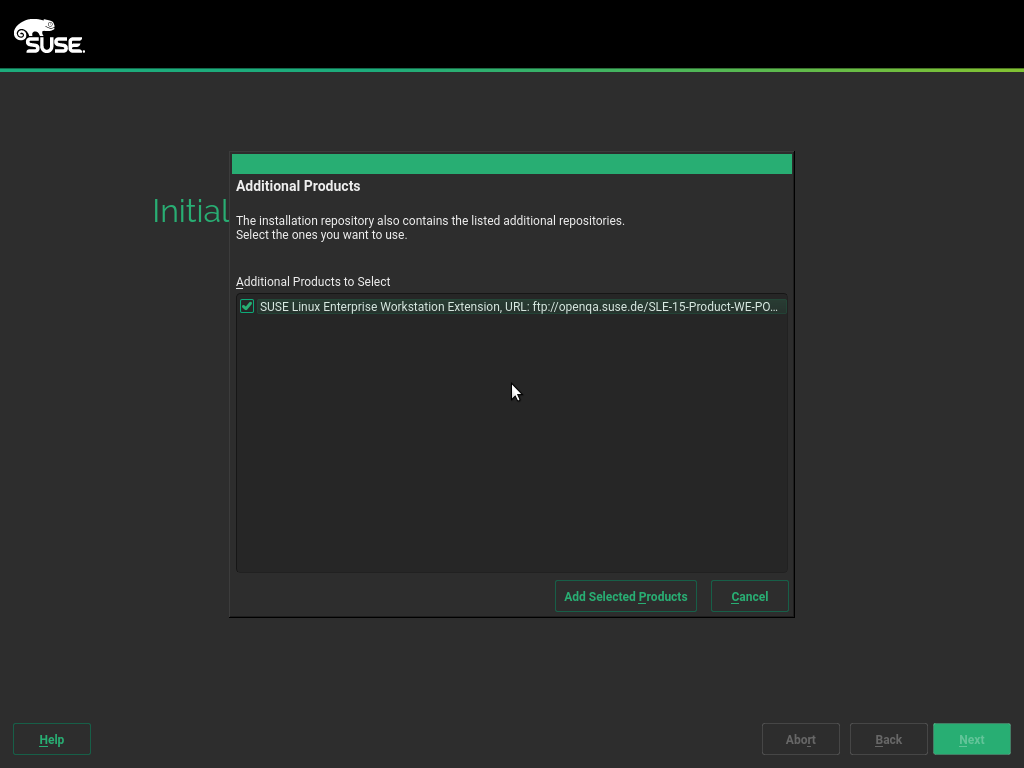 SUSE
Additional Products
Initial
The installation repository also contains the listed additional repositories.
Select the ones you want to use.
Additional Products to Select
SUSE Linux Enterprise Workstation Extension, URL: ftp://openqa.suse.de/SLE-15-Product-WE-PO...
Add Selected Products
Cancel
Help
Abort
Back
Next